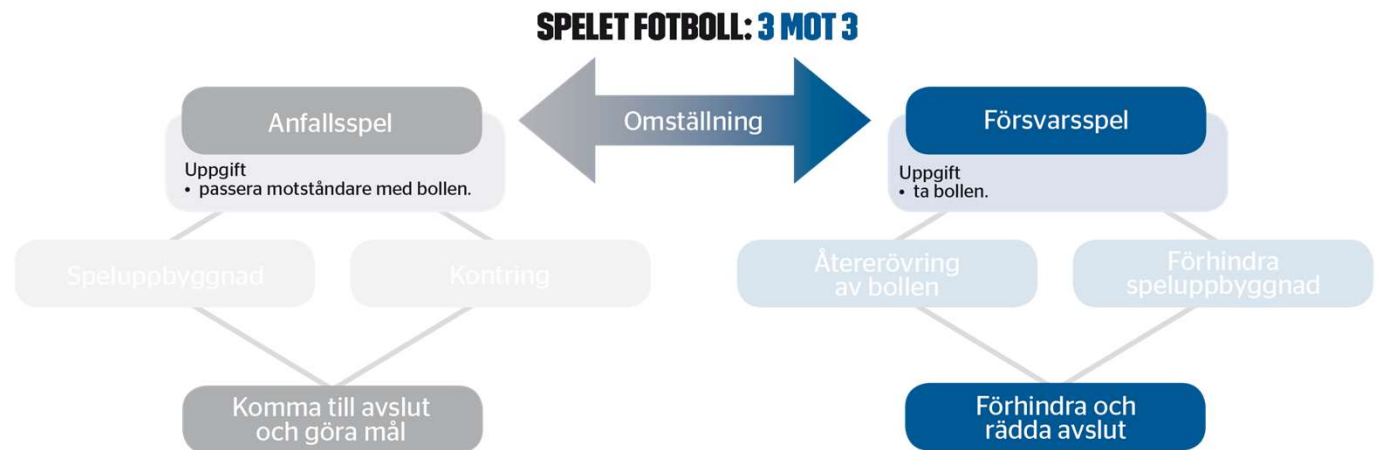 SPELET FOTBOLL: 3 MOT 3
Anfallsspel
Omställning
Försvarsspel
Uppgift
• passera motståndare med bollen.
Uppgift
• ta bollen.
Speluppbyggnad
Kontring
Återerövring
av bollen
Förhindra
speluppbyggnad
Komma till avslut
och göra mål
Förhindra och
rädda avslut